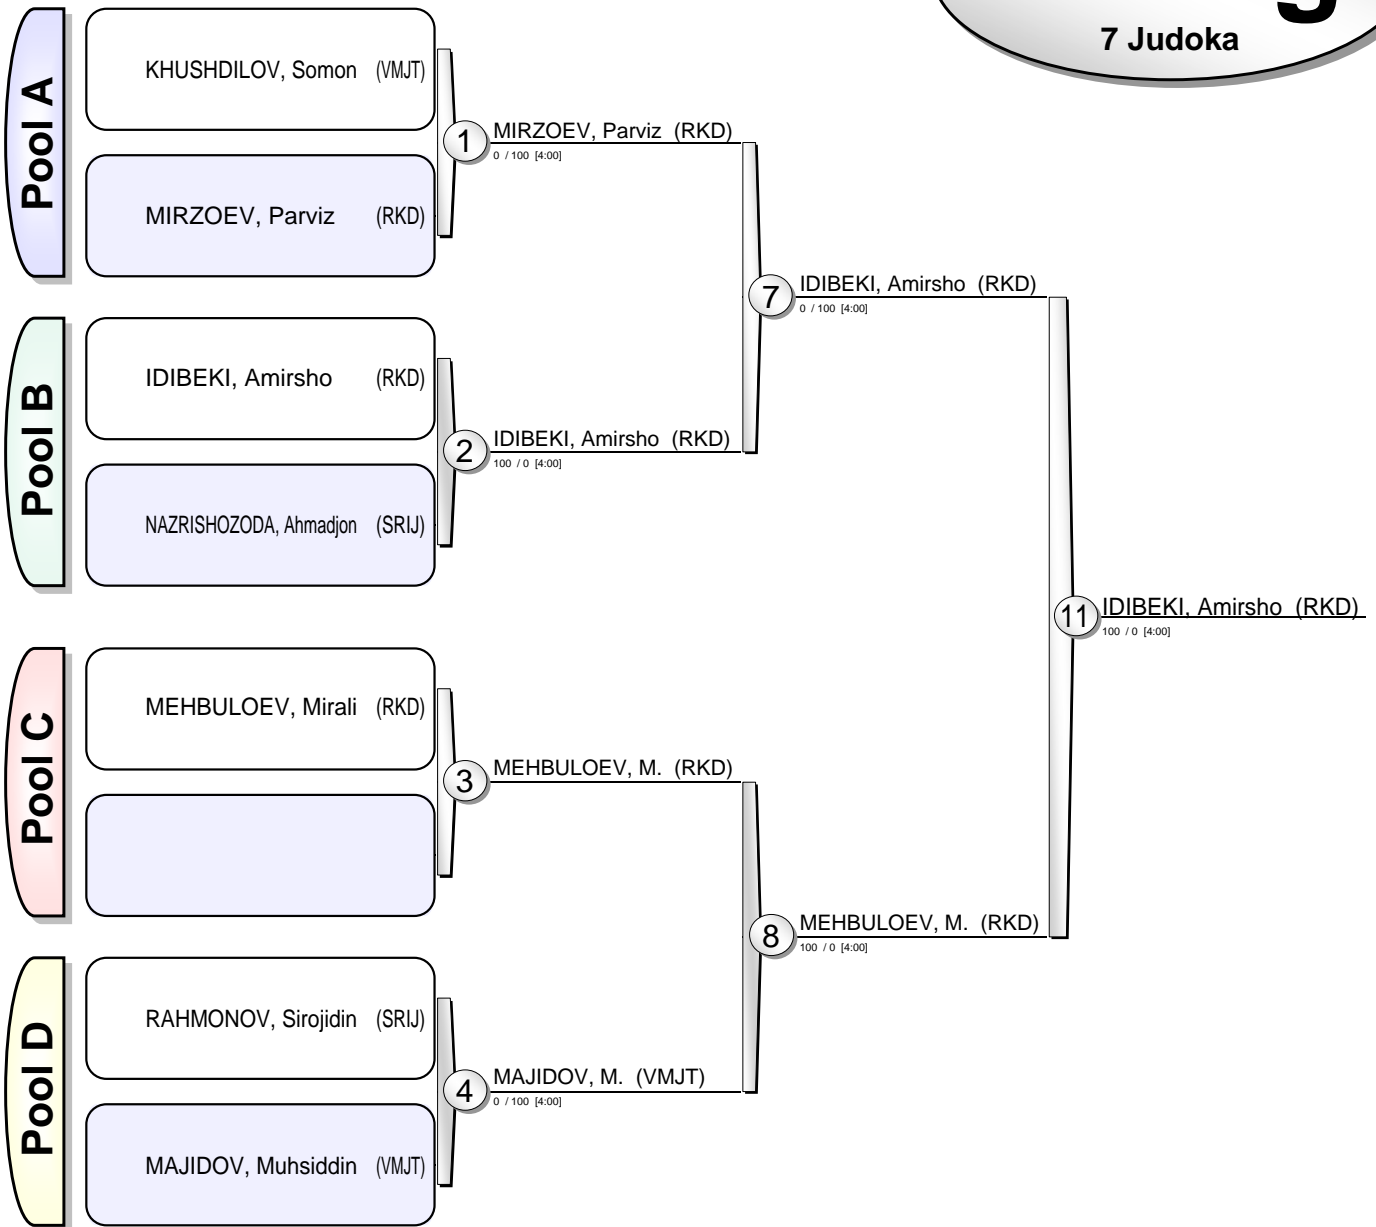 7 Judoka
Pool A
KHUSHDILOV, Somon (VMJT)
MIRZOEV, Parviz (RKD)
1
MIRZOEV, Parviz (RKD)
0 / 100 [4:00]
Pool B
IDIBEKI, Amirsho (RKD)
NAZRISHOZODA, Ahmadjon (SRIJ)
2
IDIBEKI, Amirsho (RKD)
100 / 0 [4:00]
7
IDIBEKI, Amirsho (RKD)
0 / 100 [4:00]
Pool C
MEHBULOEV, Mirali (RKD)
3
MEHBULOEV, M. (RKD)
Pool D
RAHMONOV, Sirojidin (SRIJ)
MAJIDOV, Muhsiddin (VMJT)
4
MAJIDOV, M. (VMJT)
0 / 100 [4:00]
8
MEHBULOEV, M. (RKD)
100 / 0 [4:00]
11
IDIBEKI, Amirsho (RKD)
100 / 0 [4:00]